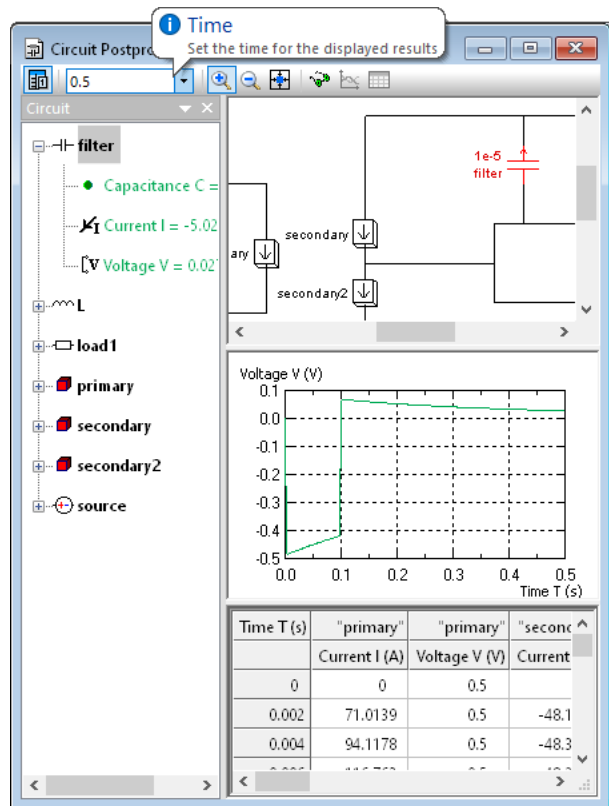 Time
Set the time for the displayed results
Circuit Postpro
0.5
Circuit
filter
Capacitance C =
Current I = -5.02
Voltage V = 0.02
L
load1
primary
secondary
secondary2
source
1e-5
filter
secondary
ary
secondary2
Voltage V (V)
0.1
0.0
-0.1
-0.2
-0.3
-0.4
-0.5
0.0 0.1 0.2 0.3 0.4 0.5
Time T (s)
Time T (s) "primary" "primary" "second
Current I (A) Voltage V (V) Current
0 0 0.5
0.002 71.0139 0.5 -48.1
0.004 94.1178 0.5 -48.3